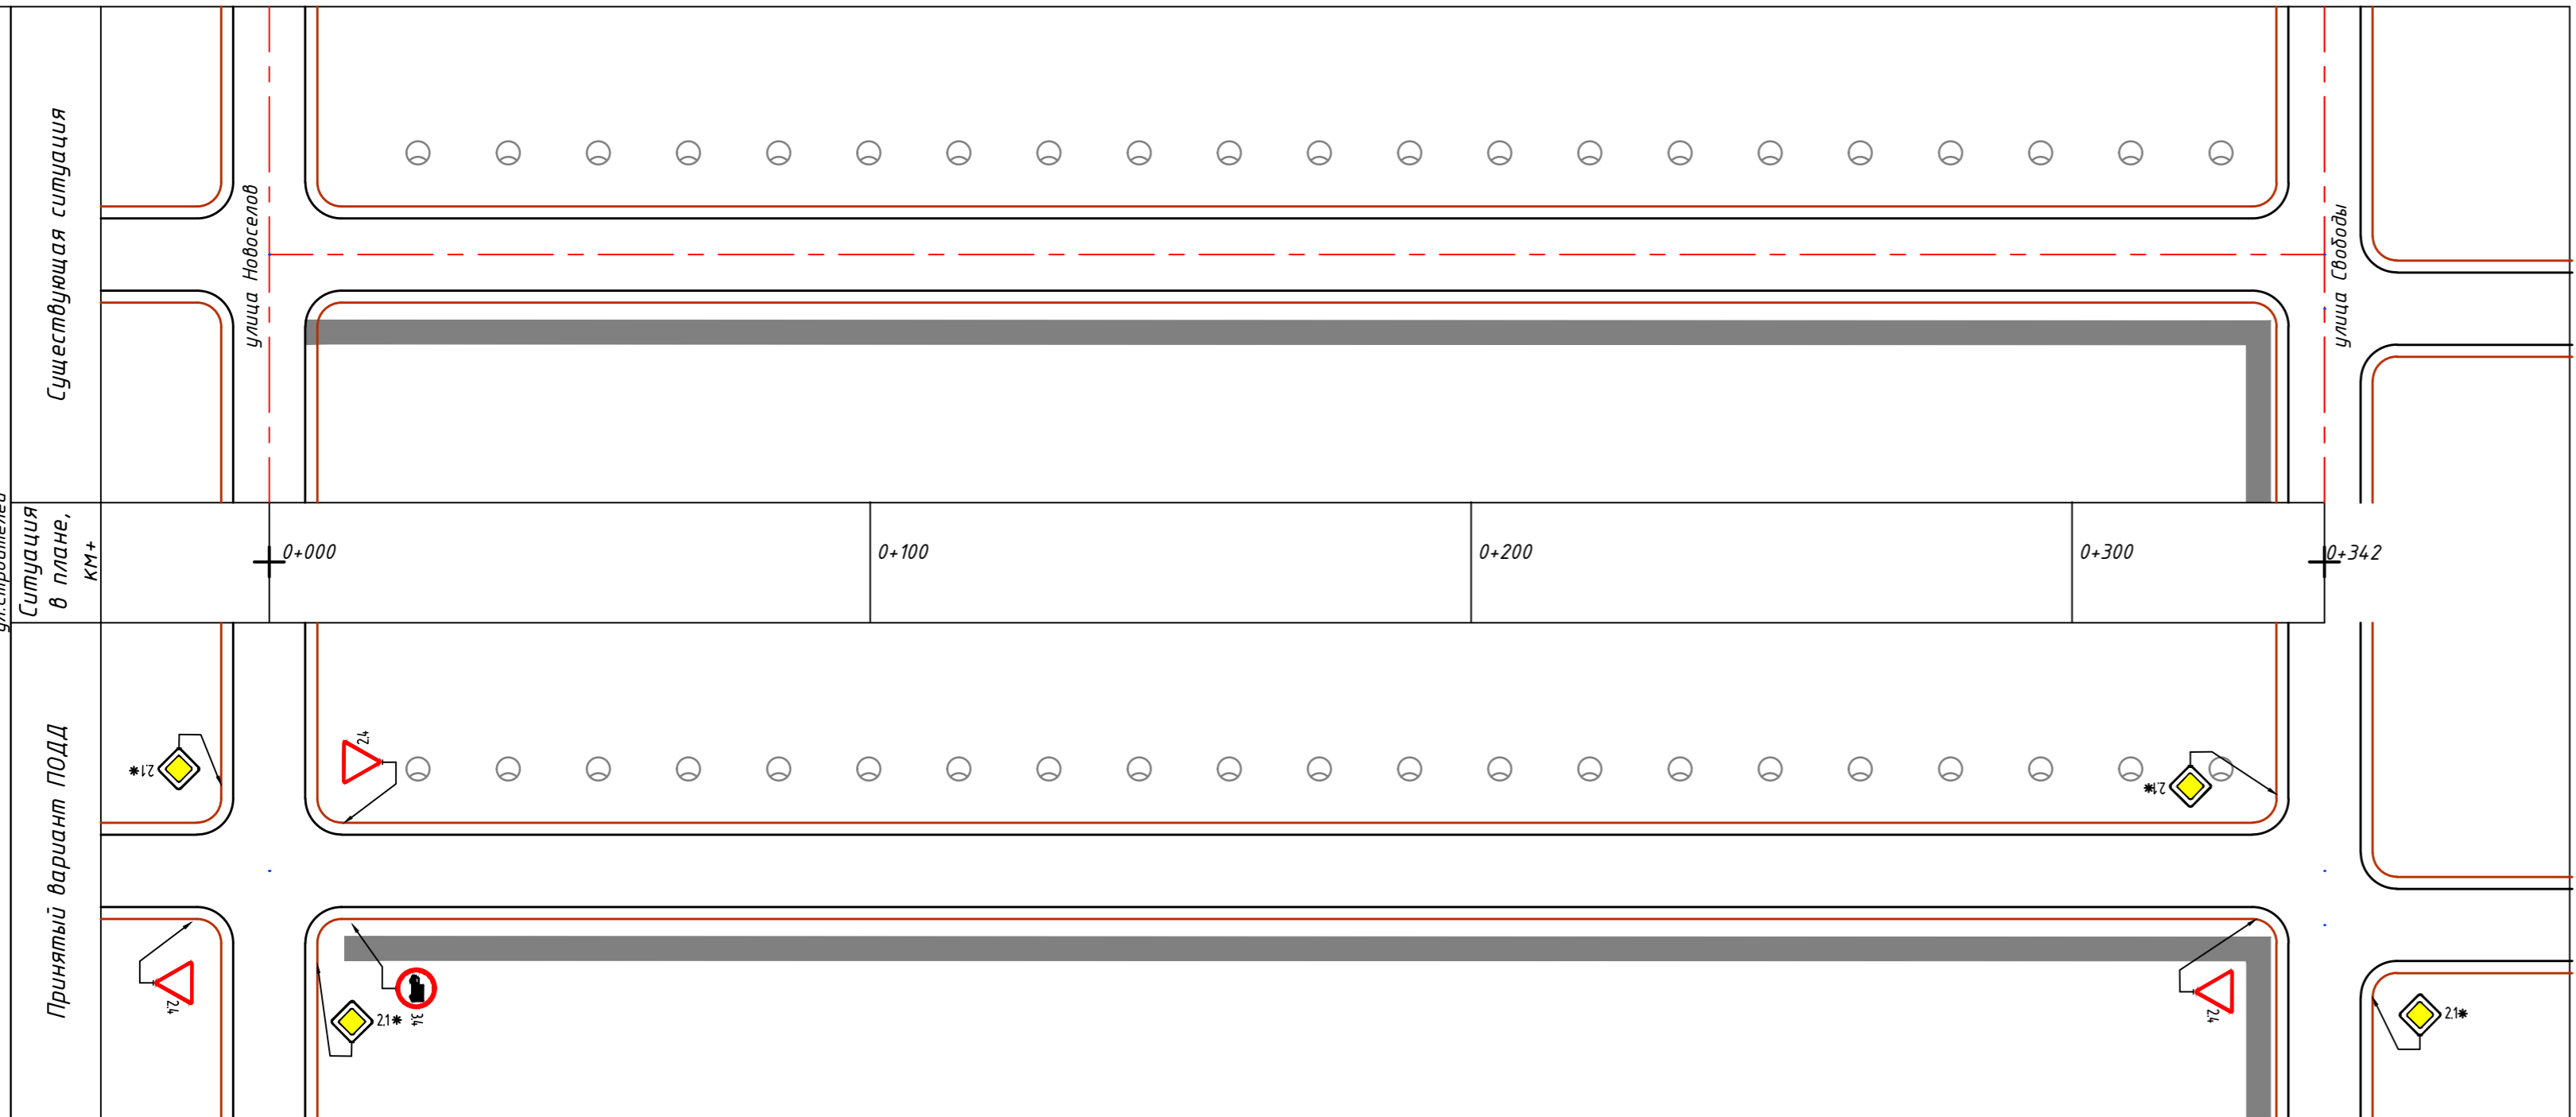 Существующая ситуация
улица Новоселов
улица Свободы
Ситуация
в плане,
км+
0+000
0+100
0+200
0+300
0+342
Принятый вариант ПОДД
2.1*
2.4
2.1*
2.4
2.1*
3.4
2.4
2.1*